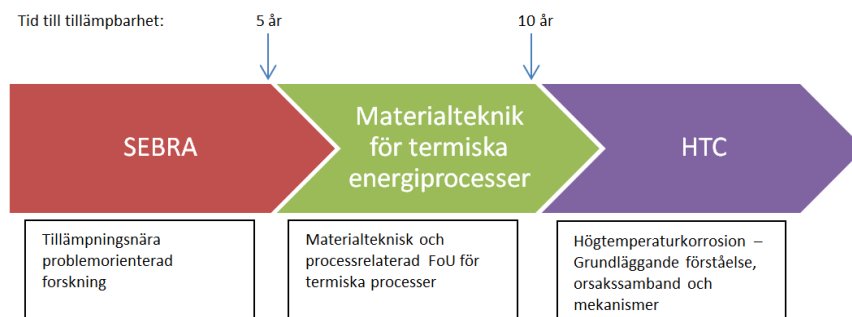 Tid till tillämpbarhet:
5 år
10 år
SEBRA
Materialteknik
för termiska
energiprocesser
HTC
Tillämpningsnära
problemorienterad
forskning
Materialteknisk och
processrelaterad FoU för
termiska processer
Högtemperaturkorrosion –
Grundläggande förståelse,
orsakssamband och
mekanismer